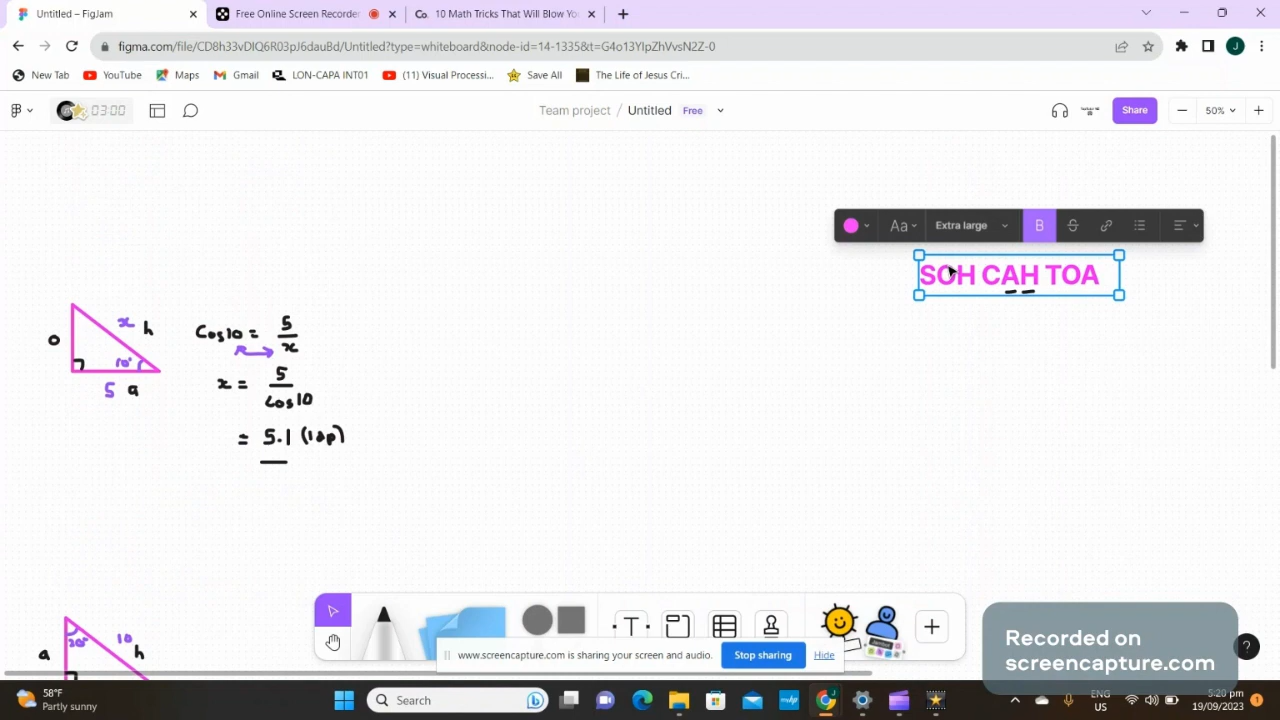 Untitled – FigJam
Free Online Screen Recorder
10 Math Tricks That Will Blow Yo
figma.com/file/CD8h33vDIQ6R03pJ6dauBd/Untitled?type=whiteboard&node-id=14-1335&t=G4o13YIpZhVvsN2Z-0
New Tab YouTube Maps Gmail LON-CAPA INT01 (11) Visual Processi... Save All The Life of Jesus Cri...
03:00 Team project / Untitled Free Share 50%
Aa Extra large B S
SOH CAH TOA
x h
o
10°
5 a
Cos10 = 5/x
x = 5/Cos10
= 5.1 (1dp)
20° 10
a h
T
www.screencapture.com is sharing your screen and audio. Stop sharing Hide
Recorded on
screencapture.com
58°F
Partly sunny
Search
ENG
US
5:20 pm
19/09/2023